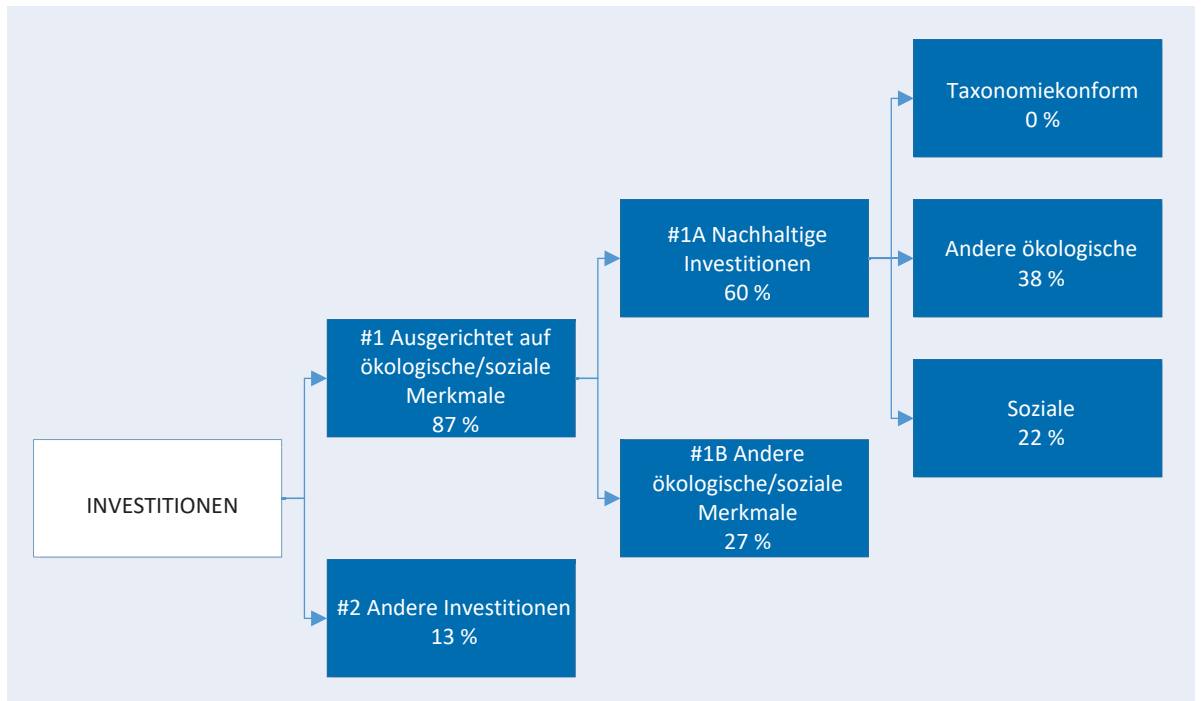 INVESTITIONEN
#1 Ausgerichtet auf
ökologische/soziale
Merkmale
87 %
#2 Andere Investitionen
13 %
#1A Nachhaltige
Investitionen
60 %
#1B Andere
ökologische/soziale
Merkmale
27 %
Taxonomiekonform
0 %
Andere ökologische
38 %
Soziale
22 %